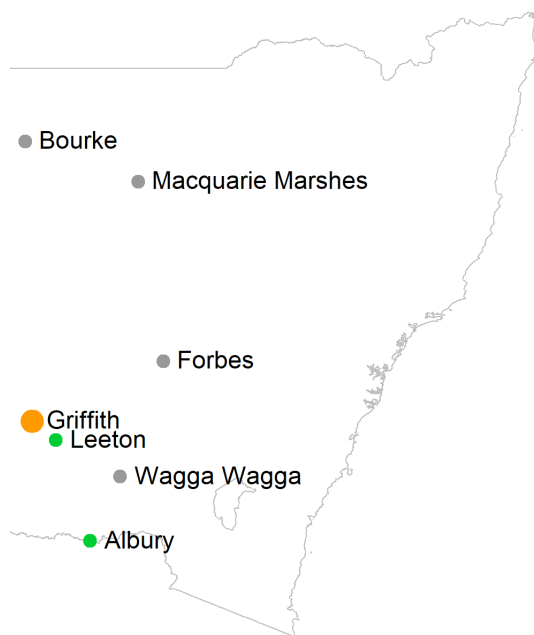 Bourke
Macquarie Marshes
Forbes
Griffith
Leeton
Wagga Wagga
Albury